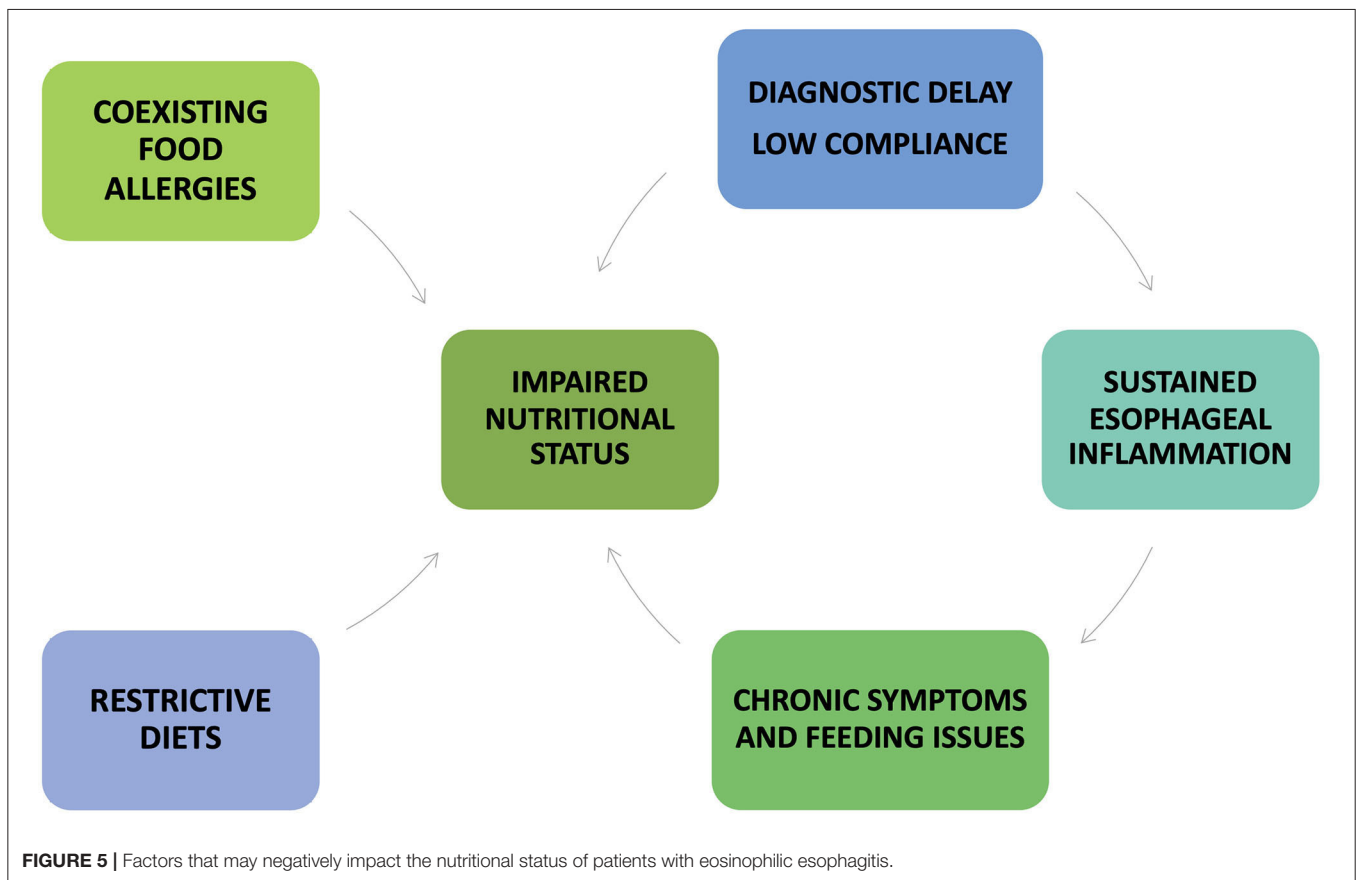 COEXISTING
FOOD
ALLERGIES
DIAGNOSTIC DELAY
LOW COMPLIANCE
IMPAIRED
NUTRITIONAL
STATUS
SUSTAINED
ESOPHAGEAL
INFLAMMATION
RESTRICTIVE
DIETS
CHRONIC SYMPTOMS
AND FEEDING ISSUES
FIGURE 5 | Factors that may negatively impact the nutritional status of patients with eosinophilic esophagitis.